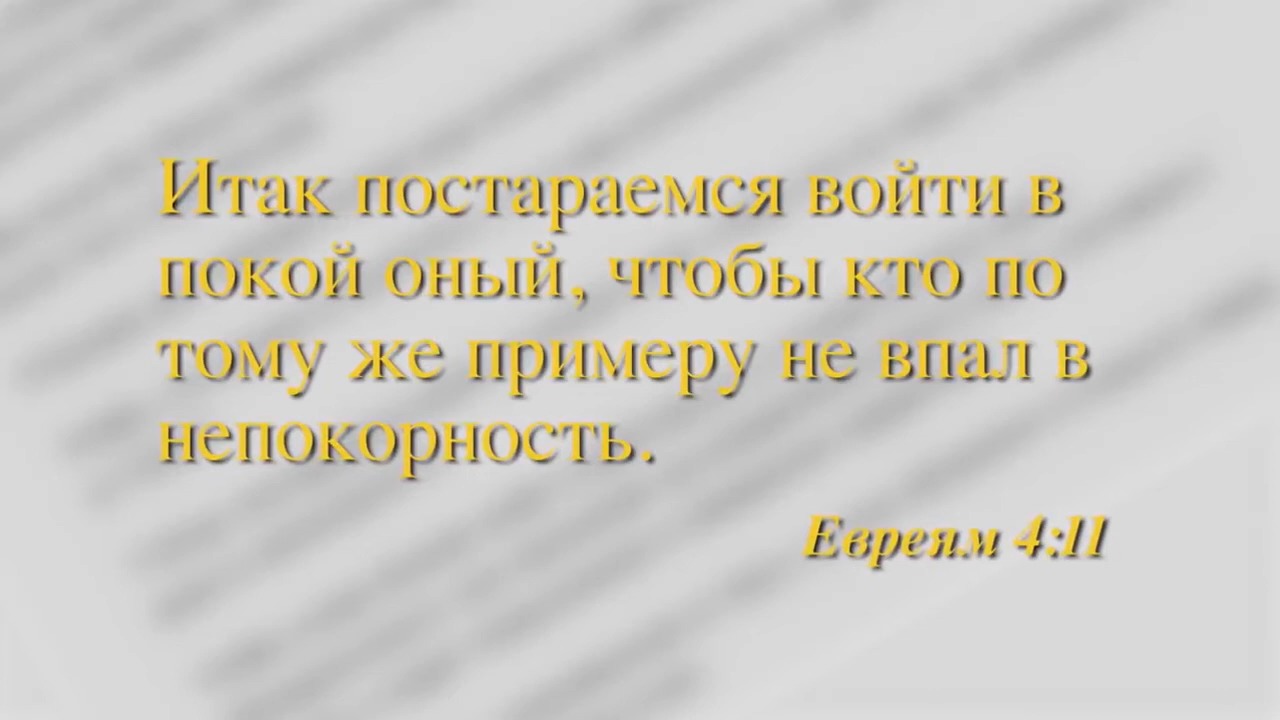 Итак постараемся войти в
покой оный, чтобы кто по
тому же примеру не впал в
непокорность.
Евреям 4:11